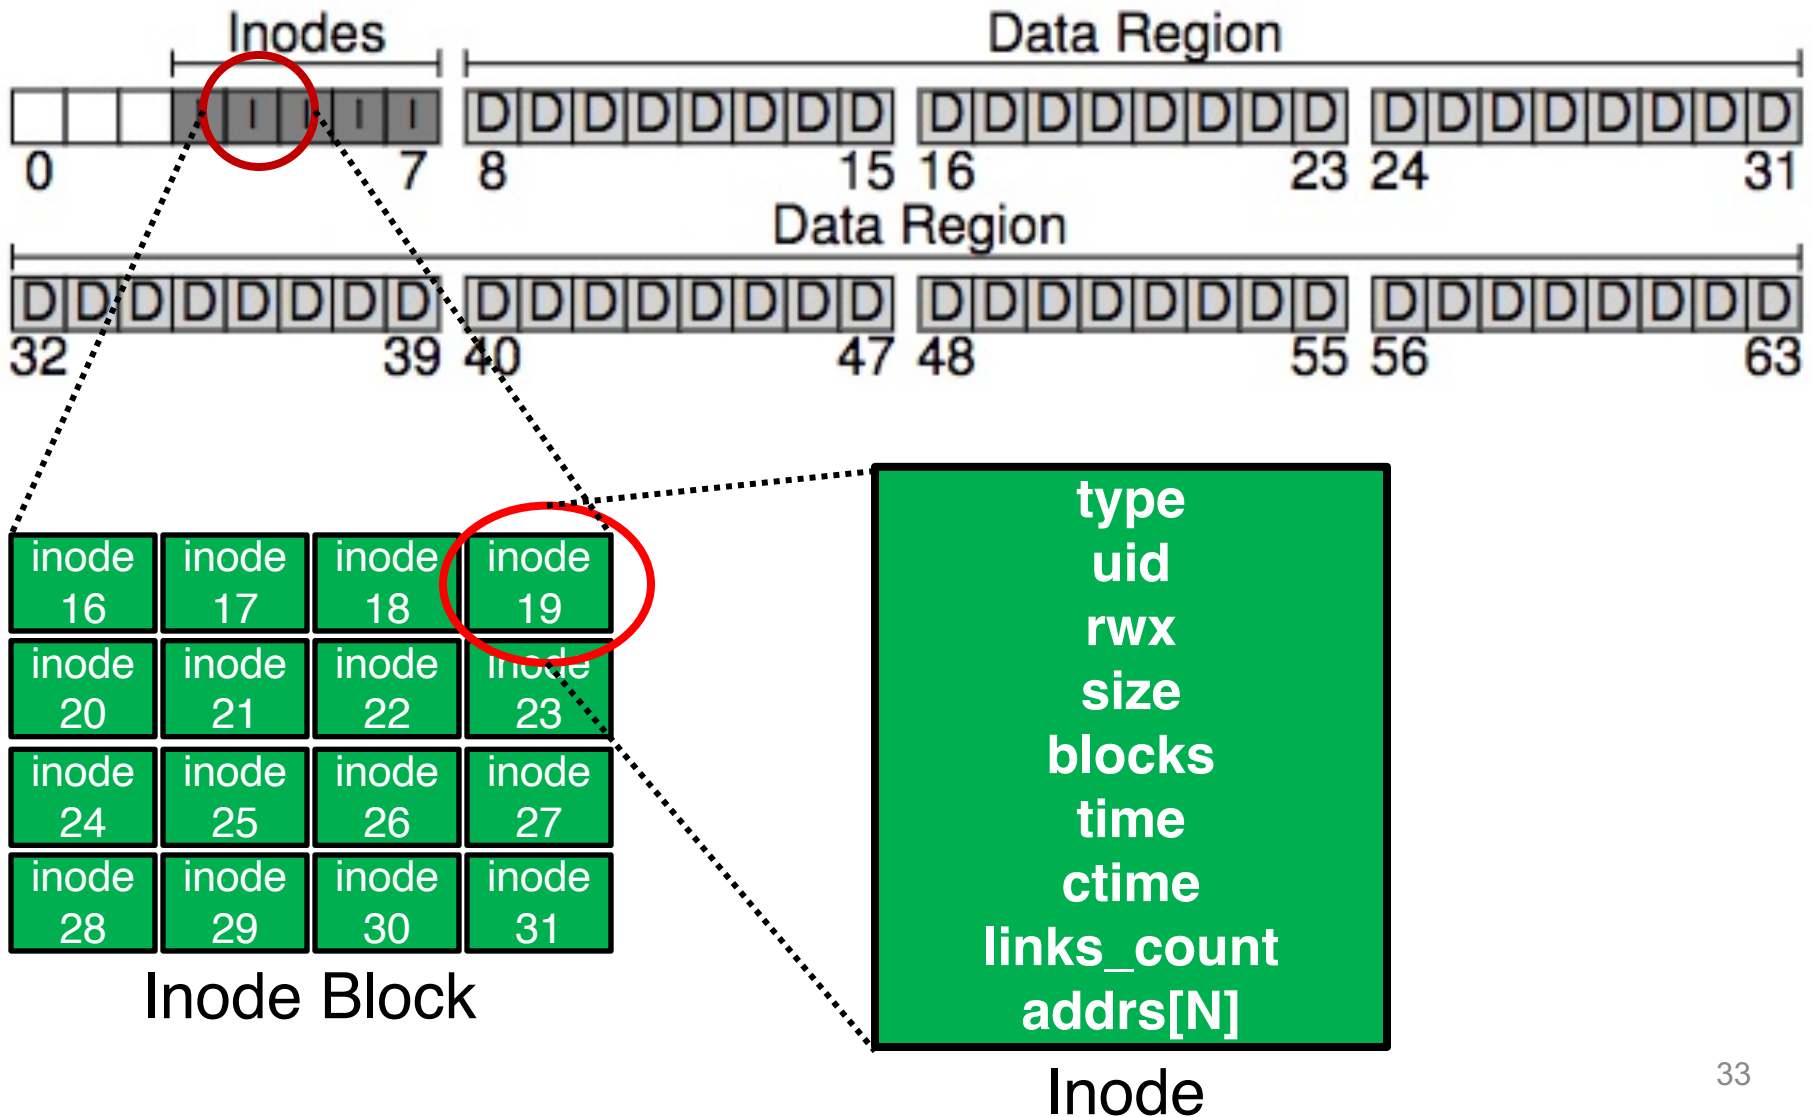 Inodes Data Region
I I I I I D D D D D D D D D D D D D D D D D D D D D D D D
0 7 8 15 16 23 24 31
Data Region
D D D D D D D D D D D D D D D D D D D D D D D D D D D D D D D D
32 39 40 47 48 55 56 63
inode 16 inode 17 inode 18 inode 19
inode 20 inode 21 inode 22 inode 23
inode 24 inode 25 inode 26 inode 27
inode 28 inode 29 inode 30 inode 31
Inode Block
type
uid
rwx
size
blocks
time
ctime
links_count
addrs[N]
Inode
33